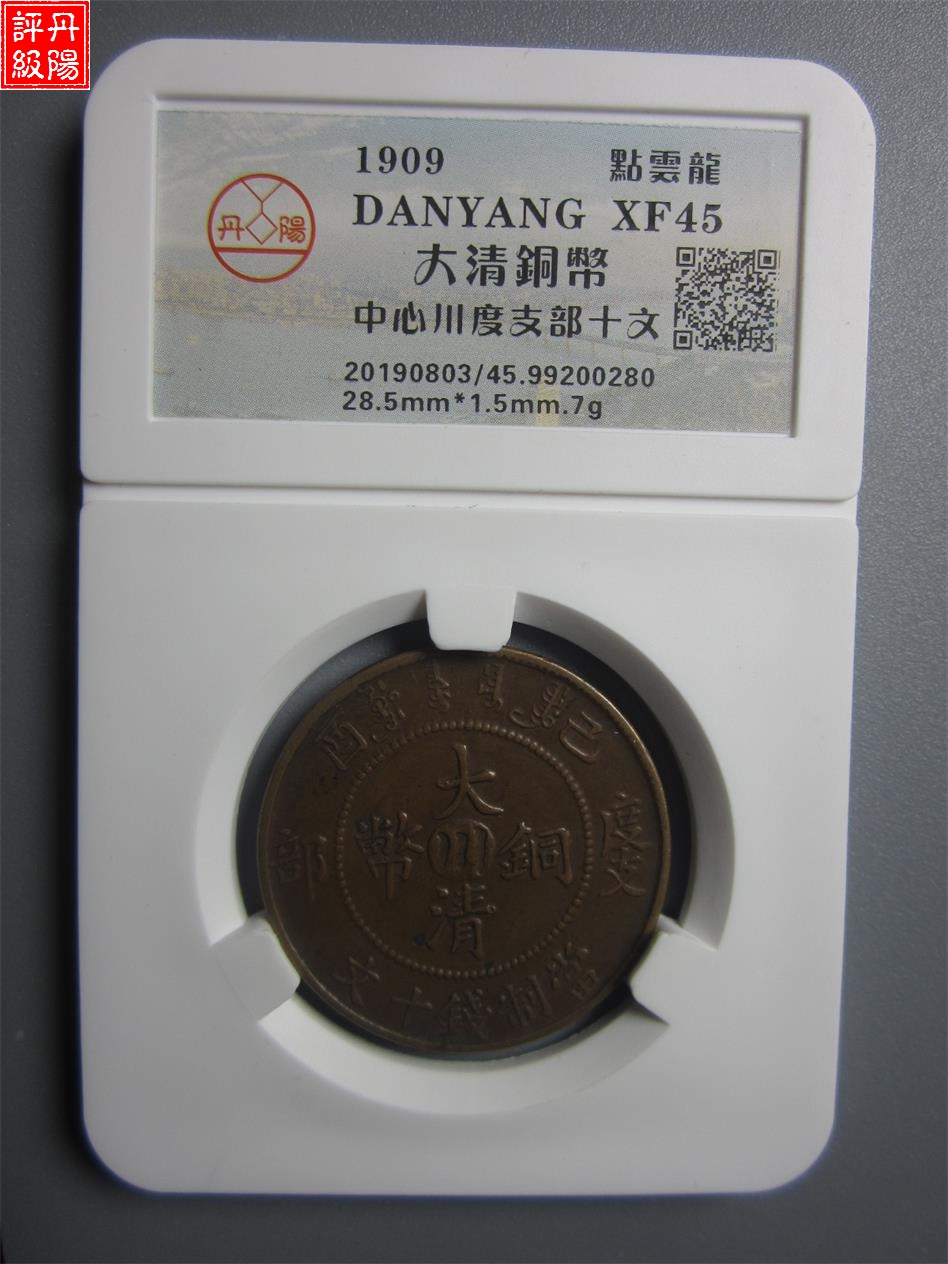 丹陽
評級
1909 點雲龍
DANYANG XF45
丹陽
大清銅幣
中心川度支部十文
20190803/45.99200280
28.5mm*1.5mm.7g
己酉
度支部
大清銅幣
川
當制錢十文